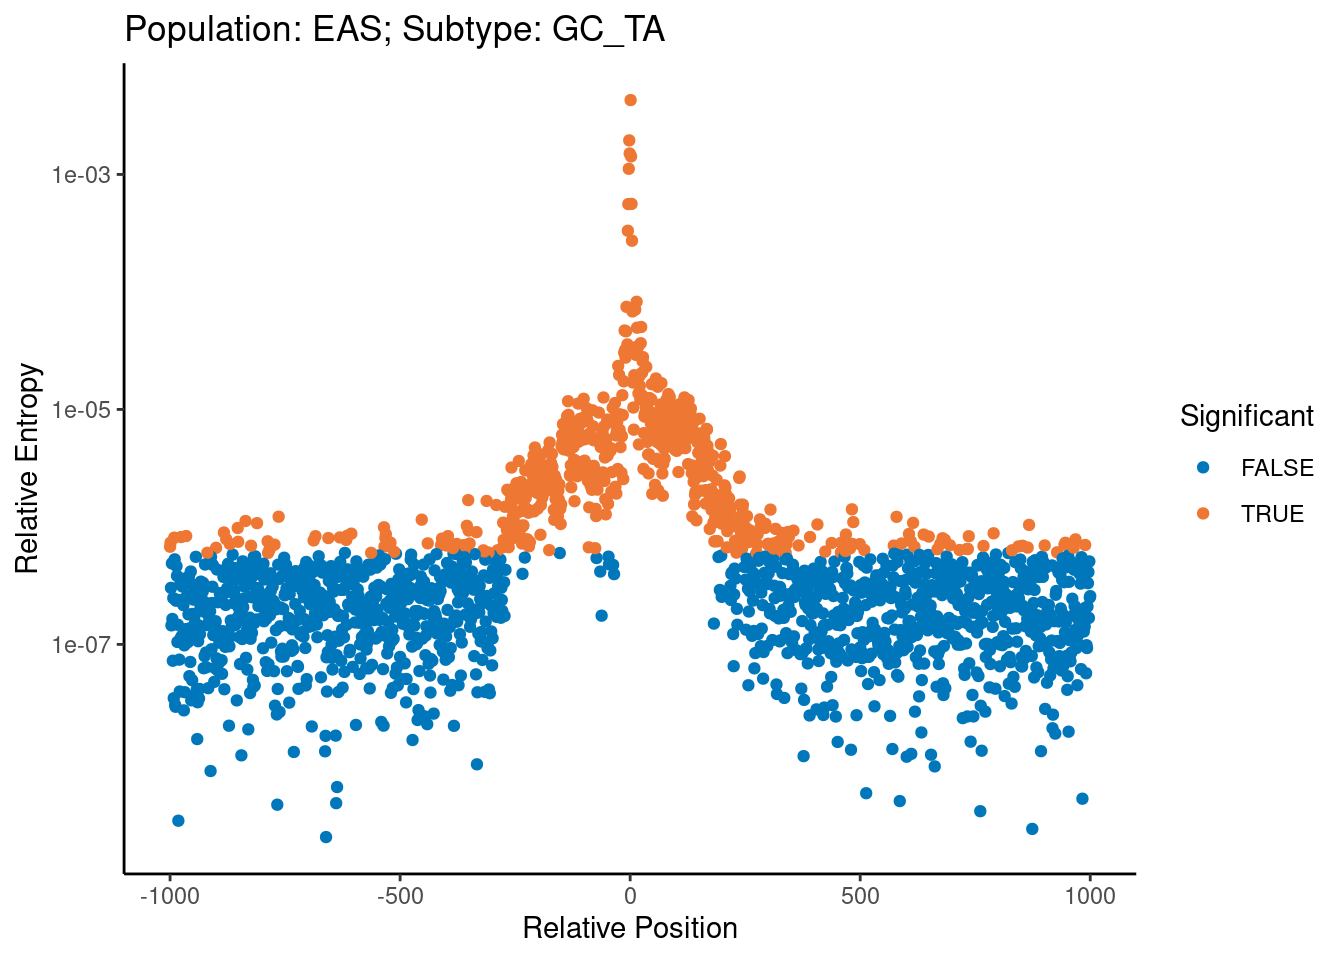 Population: EAS; Subtype: GC_TA
Relative Entropy
1e-03
1e-05
1e-07
-1000
-500
0
500
1000
Relative Position
Significant
FALSE
TRUE